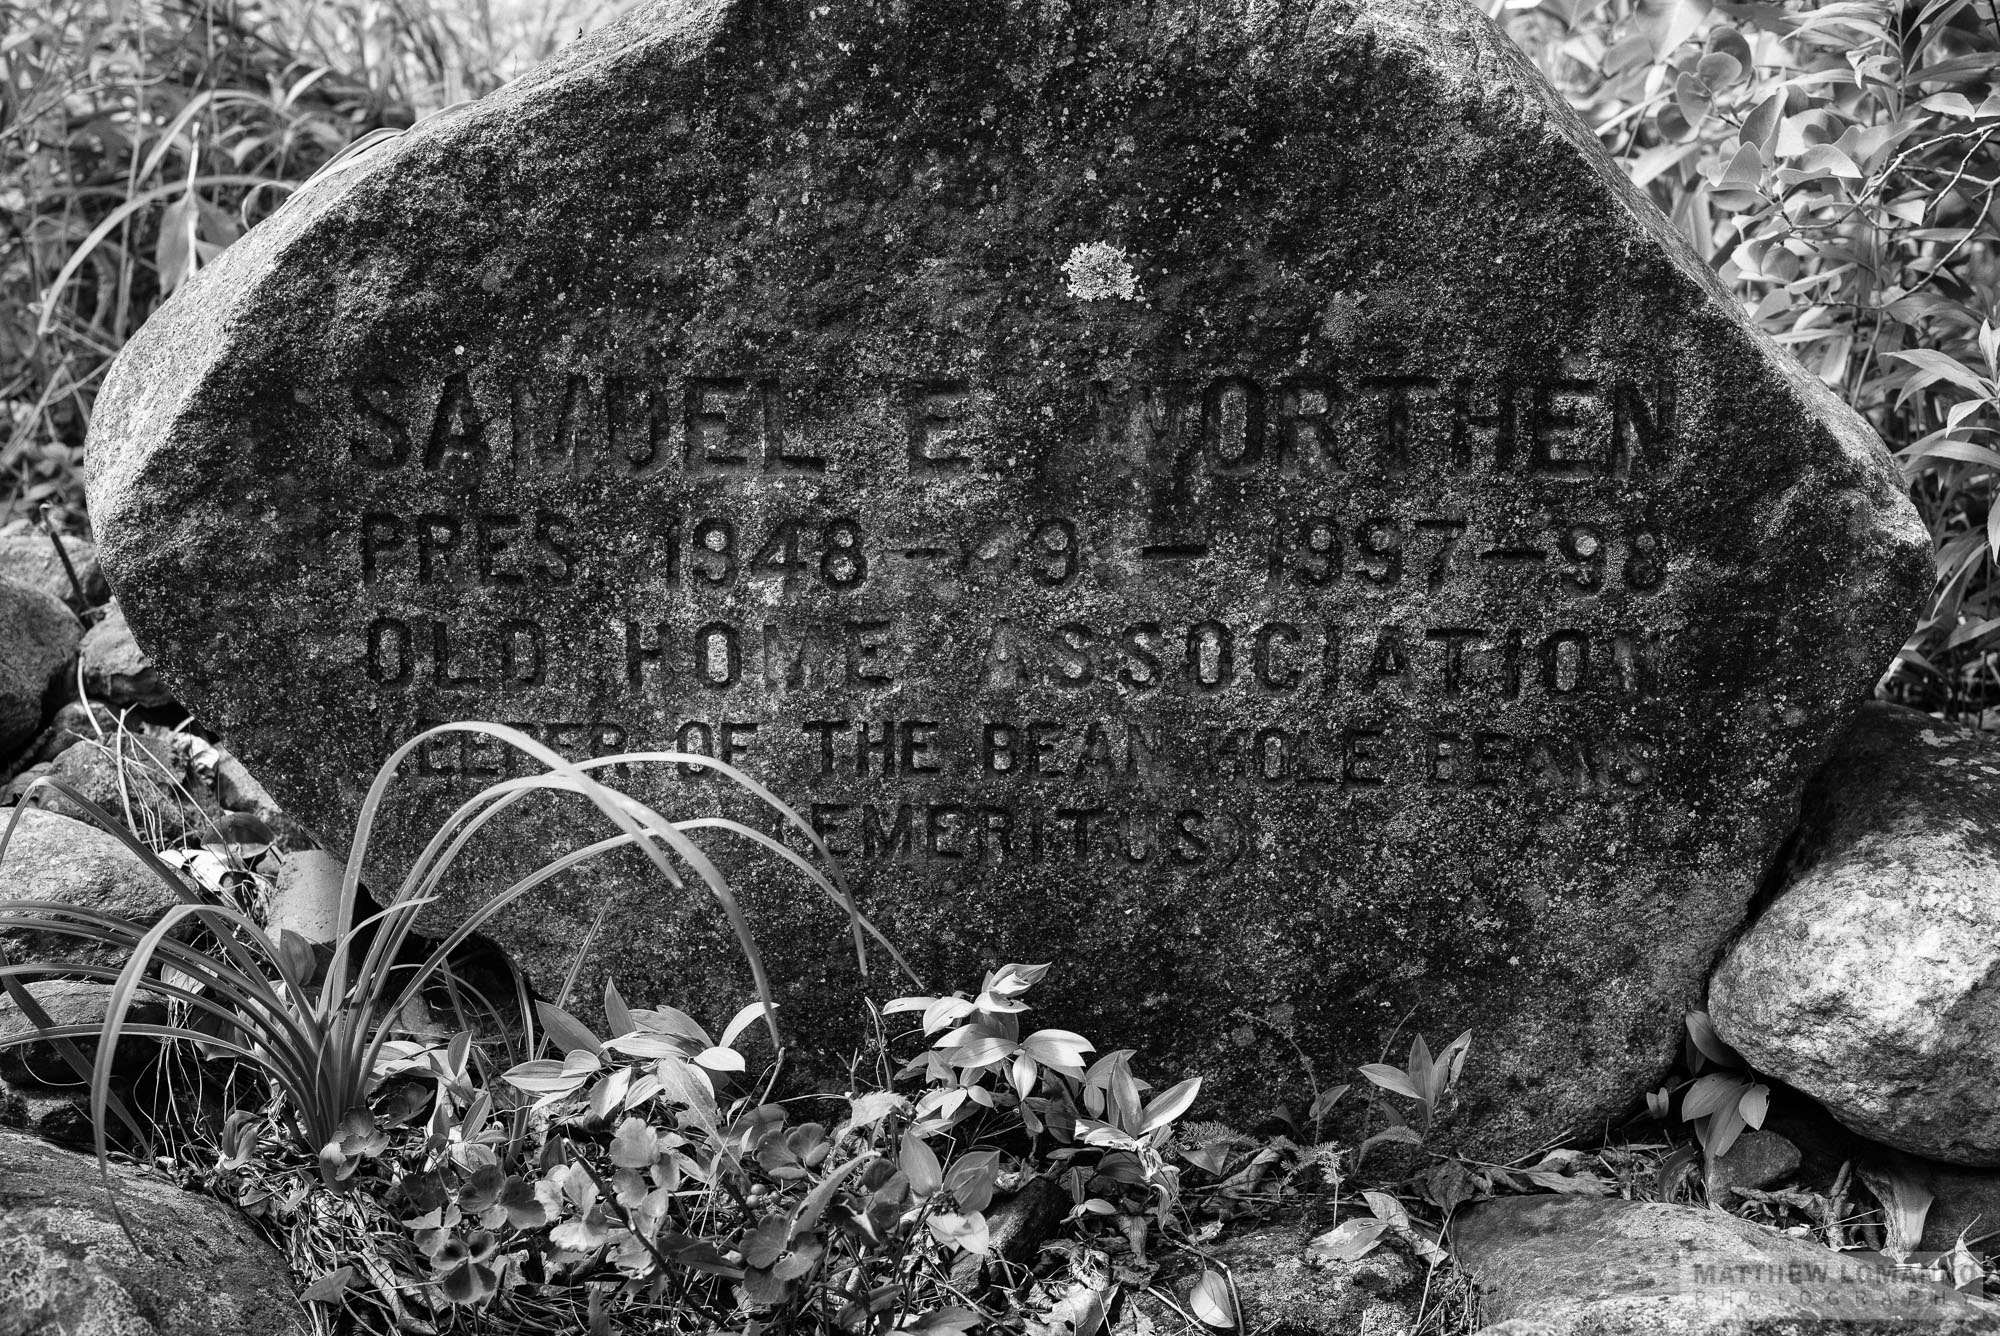 SAMUEL E WORTHEN
PRES. 1948-49 - 1997-98
OLD HOME ASSOCIATION
KEEPER OF THE BEAN HOLE BEANS
(EMERITUS)
MATTHEW LOMANNO
PHOTOGRAPHY